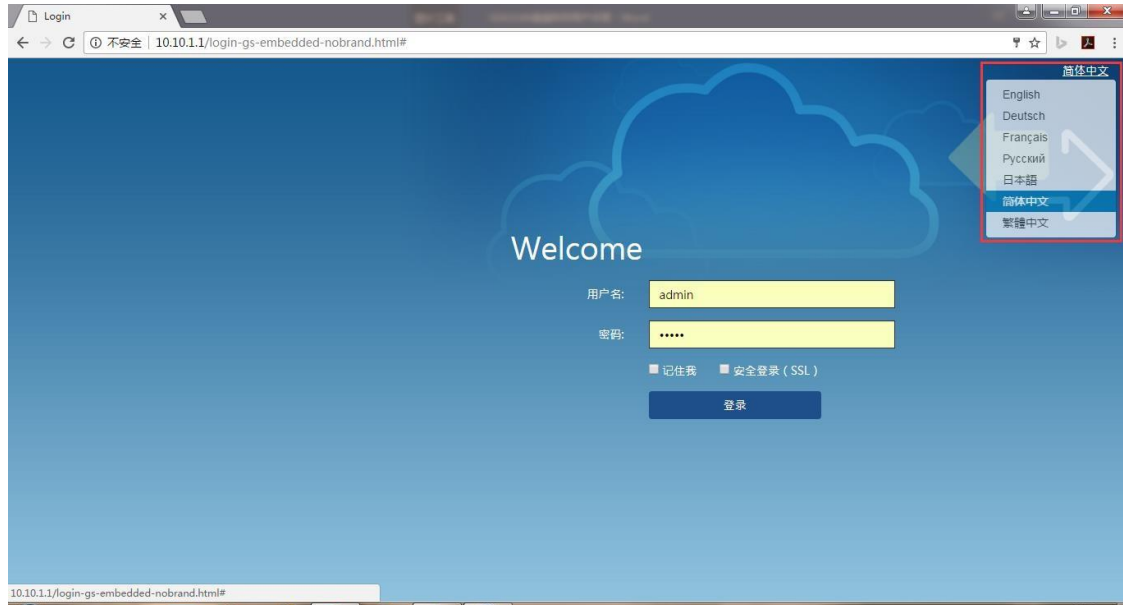 Login
不安全 10.10.1.1/login-gs-embedded-nobrand.html#
简体中文
English
Deutsch
Français
Русский
日本語
简体中文
繁體中文
Welcome
用户名: admin
密码: •••••
记住我 安全登录 ( SSL )
登录
10.10.1.1/login-gs-embedded-nobrand.html#